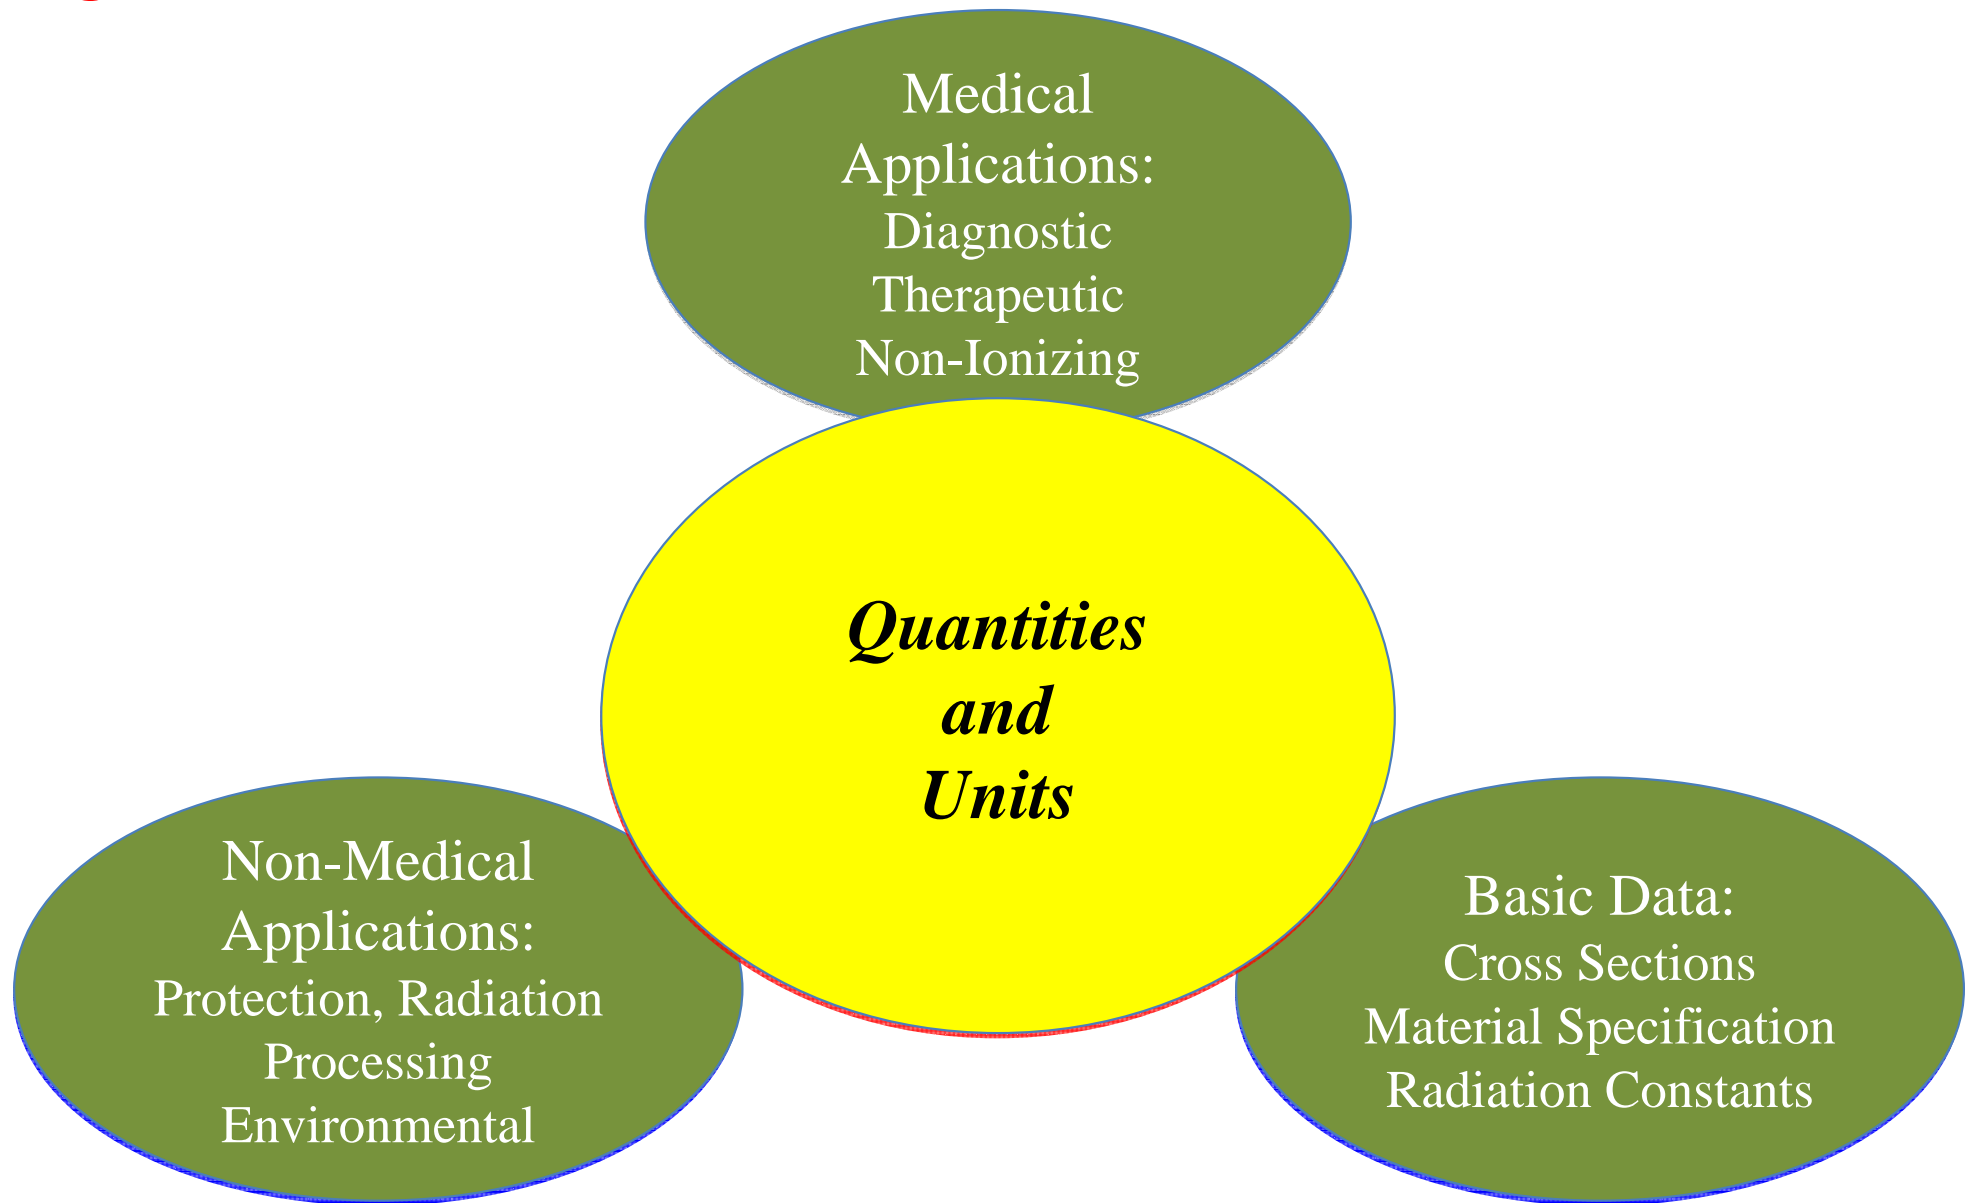 Medical
Applications:
Diagnostic
Therapeutic
Non-Ionizing
Quantities
and
Units
Non-Medical
Applications:
Protection, Radiation
Processing
Environmental
Basic Data:
Cross Sections
Material Specification
Radiation Constants